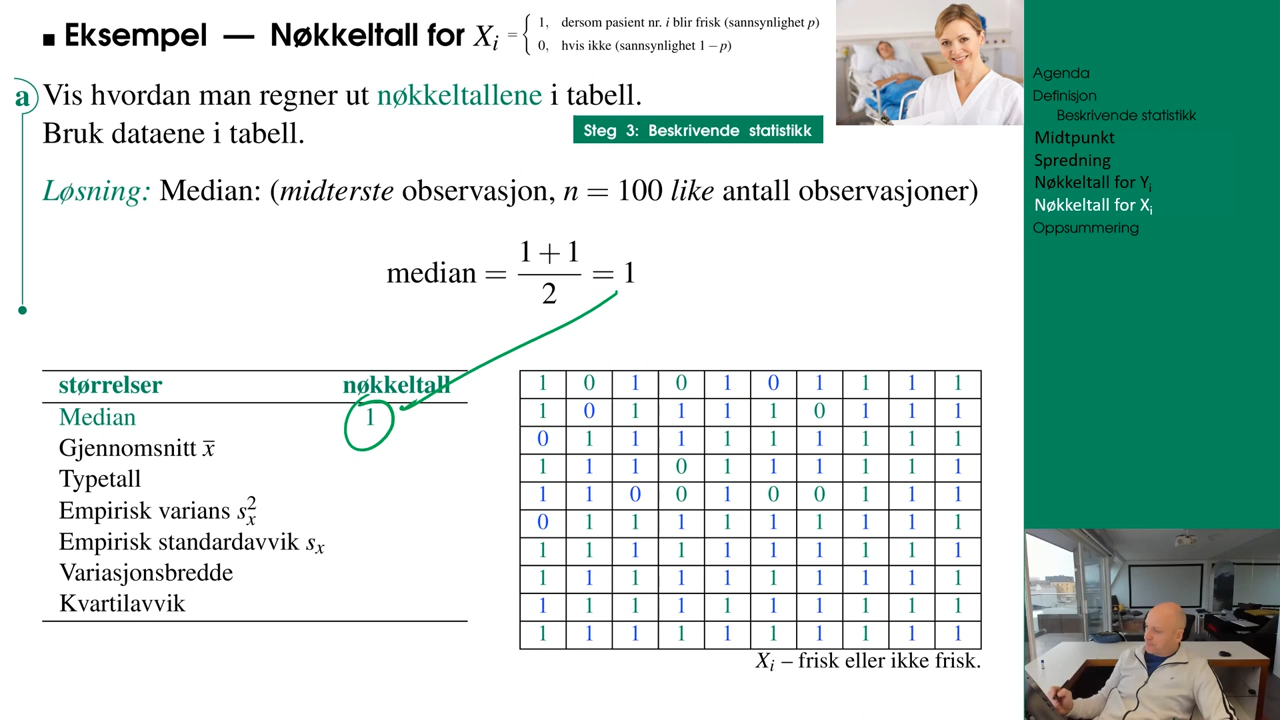 ■ Eksempel — Nøkkeltall for Xᵢ = { 1, dersom pasient nr. i blir frisk (sannsynlighet p)
0, hvis ikke (sannsynlighet 1−p)
a Vis hvordan man regner ut nøkkeltallene i tabell.
Bruk dataene i tabell.
Steg 3: Beskrivende statistikk
Løsning: Median: (midterste observasjon, n = 100 like antall observasjoner)
median = (1+1)/2 = 1
størrelser nøkkeltall
Median 1
Gjennomsnitt x̅
Typetall
Empirisk varians s²ₓ
Empirisk standardavvik sₓ
Variasjonsbredde
Kvartilavvik
1 0 1 0 1 0 1 1 1 1
1 0 1 1 1 1 0 1 1 1
0 1 1 1 1 1 1 1 1 1
1 1 1 0 1 1 1 1 1 1
1 1 0 0 1 0 0 1 1 1
0 1 1 1 1 1 1 1 1 1
1 1 1 1 1 1 1 1 1 1
1 1 1 1 1 1 1 1 1 1
1 1 1 1 1 1 1 1 1 1
1 1 1 1 1 1 1 1 1 1
Xᵢ – frisk eller ikke frisk.
Agenda
Definisjon
Beskrivende statistikk
Midtpunkt
Spredning
Nøkkeltall for Yᵢ
Nøkkeltall for Xᵢ
Oppsummering